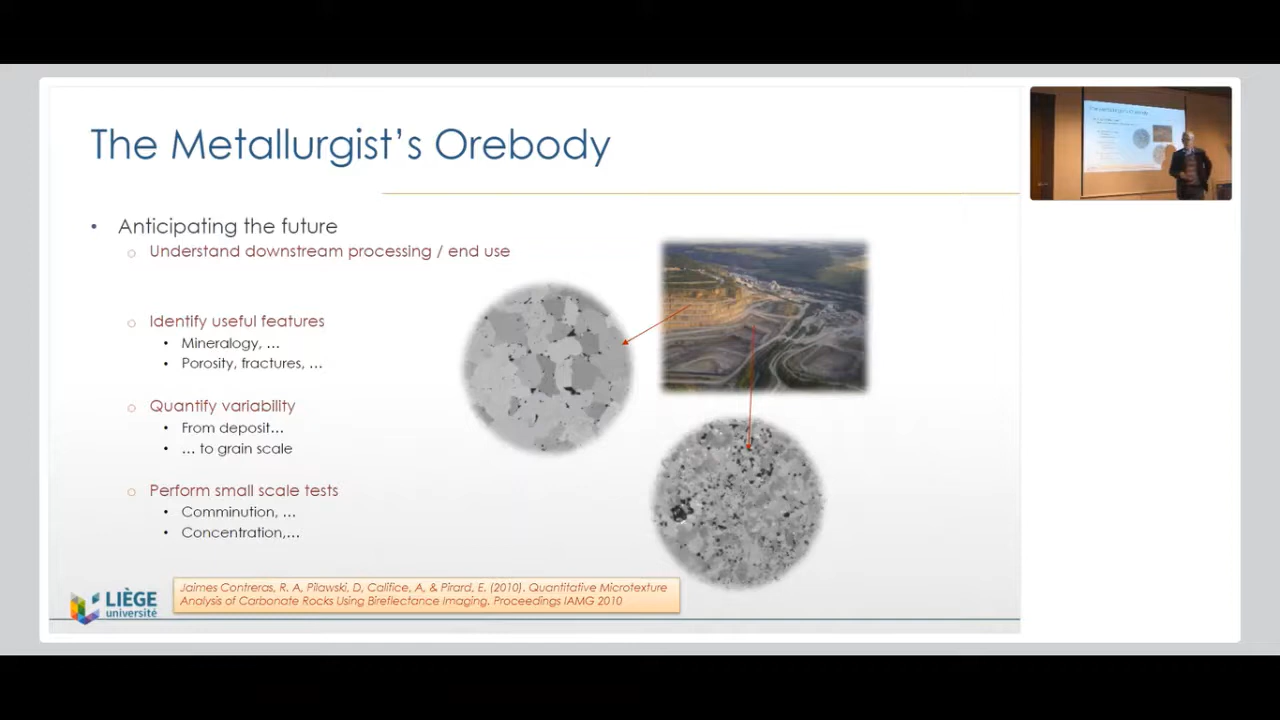 The Metallurgist's Orebody
• Anticipating the future
○ Understand downstream processing / end use
○ Identify useful features
• Mineralogy, ...
• Porosity, fractures, ...
○ Quantify variability
• From deposit...
• ... to grain scale
○ Perform small scale tests
• Comminution, ...
• Concentration,...
Jaimes Contreras, R. A, Pilawski, D, Califice, A, & Pirard, E. (2010). Quantitative Microtexture
Analysis of Carbonate Rocks Using Bireflectance Imaging. Proceedings IAMG 2010
LIÈGE
université